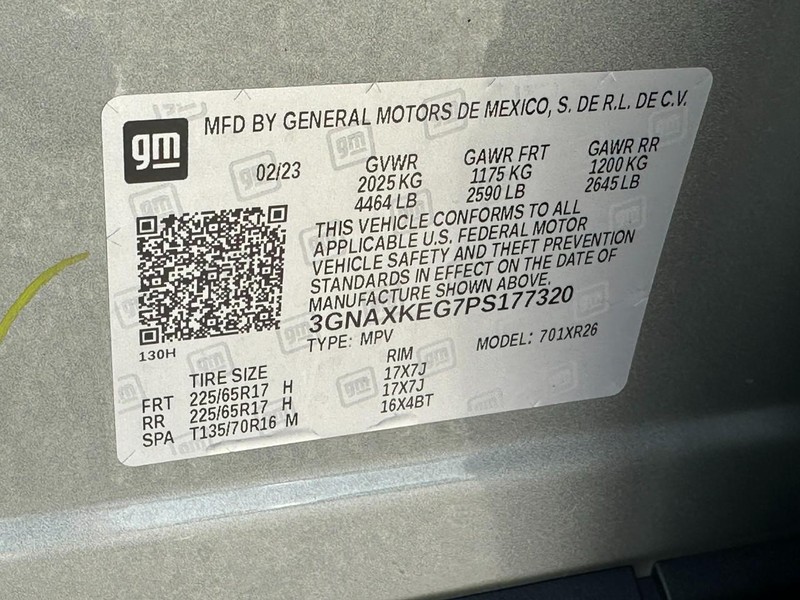 gm
MFD BY GENERAL MOTORS DE MEXICO, S. DE R.L. DE C.V.
02/23 GVWR GAWR FRT GAWR RR
2025 KG 1175 KG 1200 KG
4464 LB 2590 LB 2645 LB
THIS VEHICLE CONFORMS TO ALL
APPLICABLE U.S. FEDERAL MOTOR
VEHICLE SAFETY AND THEFT PREVENTION
STANDARDS IN EFFECT ON THE DATE OF
MANUFACTURE SHOWN ABOVE.
3GNAXKEG7PS177320
TYPE: MPV MODEL: 701XR26
130H
TIRE SIZE RIM
FRT 225/65R17 H 17X7J
RR 225/65R17 H 17X7J
SPA T135/70R16 M 16X4BT